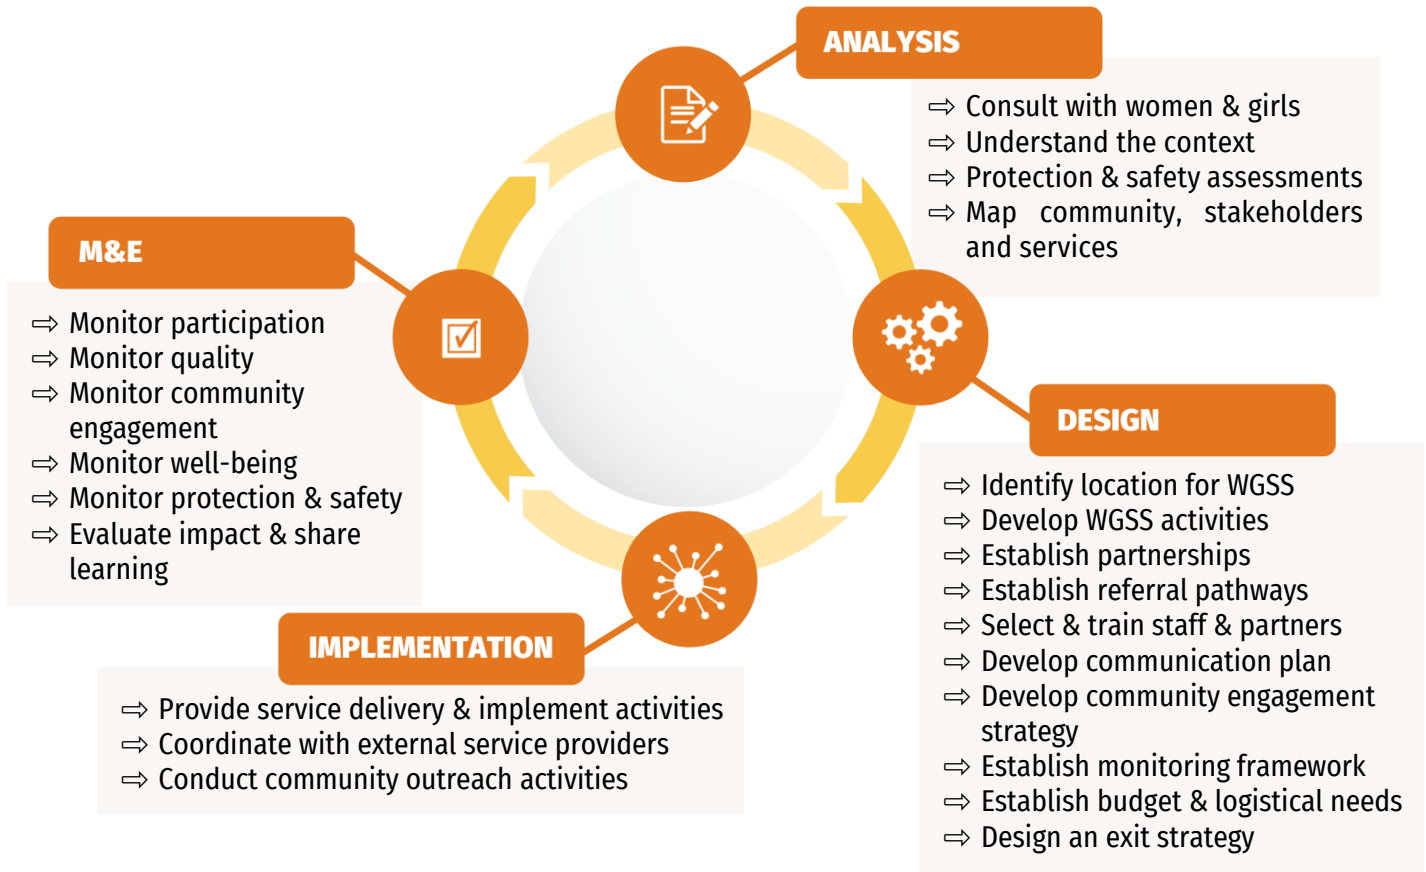 ANALYSIS
⇨ Consult with women & girls
⇨ Understand the context
⇨ Protection & safety assessments
⇨ Map community, stakeholders
and services
DESIGN
⇨ Identify location for WGSS
⇨ Develop WGSS activities
⇨ Establish partnerships
⇨ Establish referral pathways
⇨ Select & train staff & partners
⇨ Develop communication plan
⇨ Develop community engagement
strategy
⇨ Establish monitoring framework
⇨ Establish budget & logistical needs
⇨ Design an exit strategy
IMPLEMENTATION
⇨ Provide service delivery & implement activities
⇨ Coordinate with external service providers
⇨ Conduct community outreach activities
M&E
⇨ Monitor participation
⇨ Monitor quality
⇨ Monitor community
engagement
⇨ Monitor well-being
⇨ Monitor protection & safety
⇨ Evaluate impact & share
learning